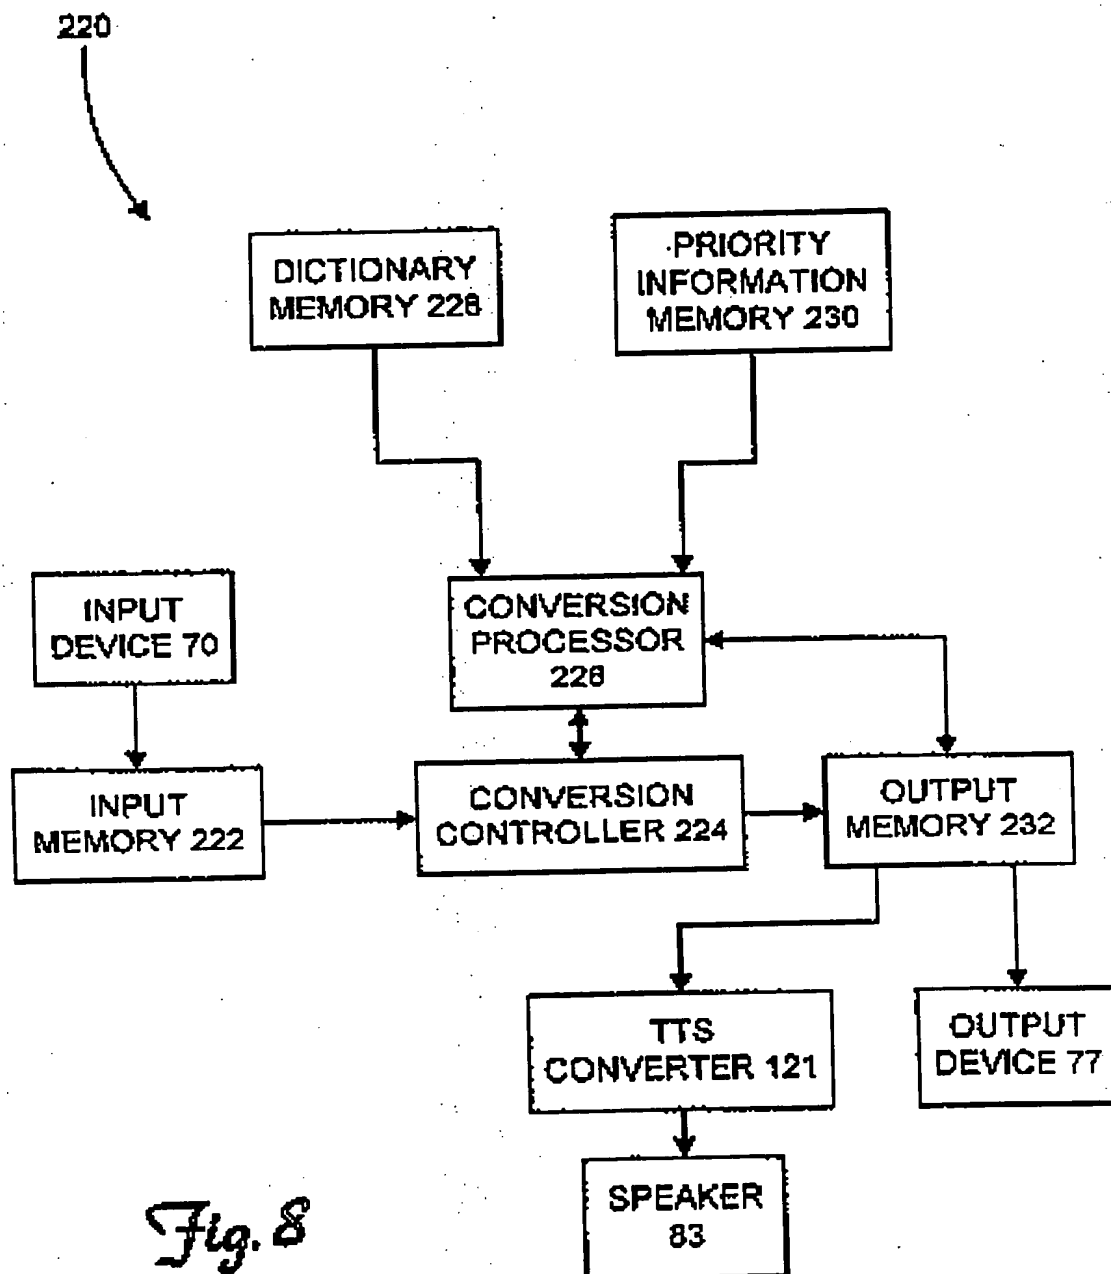 220
DICTIONARY
MEMORY 228
PRIORITY
INFORMATION
MEMORY 230
INPUT
DEVICE 70
CONVERSION
PROCESSOR
226
INPUT
MEMORY 222
CONVERSION
CONTROLLER 224
OUTPUT
MEMORY 232
TTS
CONVERTER 121
OUTPUT
DEVICE 77
SPEAKER
83
Fig. 8